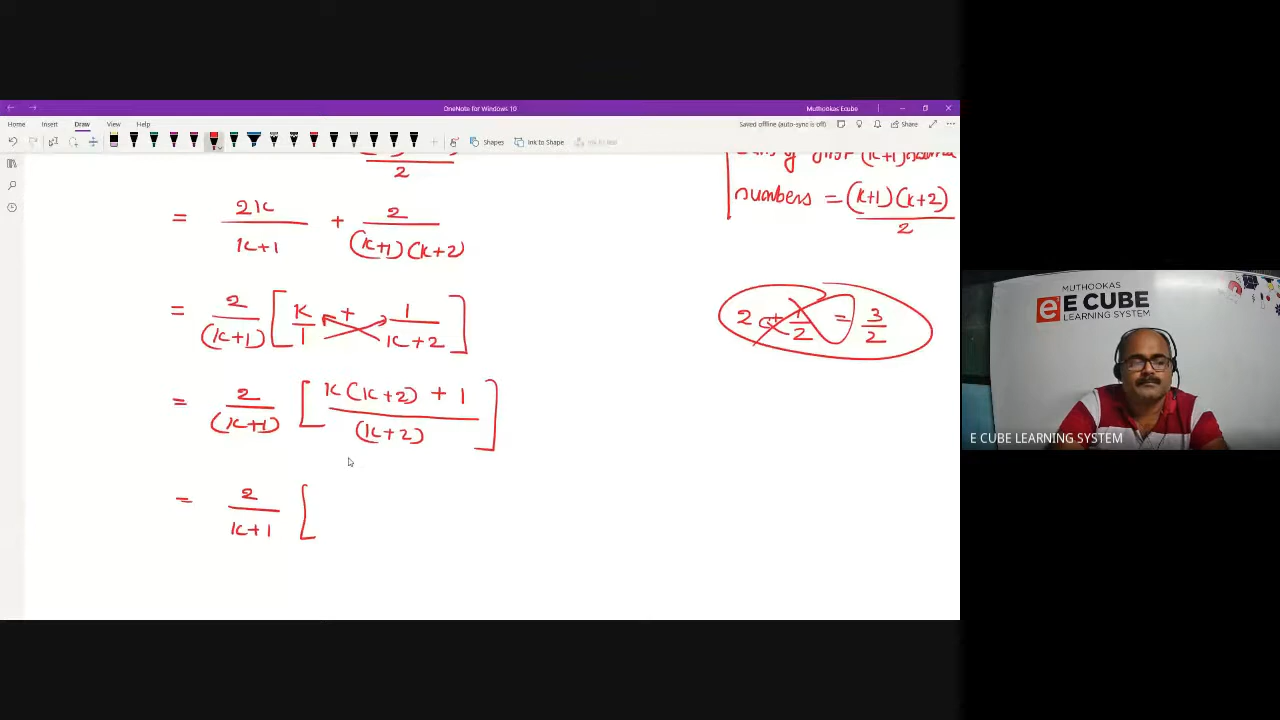 OneNote for Windows 10
Muthookas Ecube
Home Insert Draw View Help
Saved offline (auto-sync is off) Share
Shapes Ink to Shape
2
numbers = (k+1)(k+2)
2
= 2k/k+1 + 2/(k+1)(k+2)
= 2/(k+1) [k/1 + 1/k+2]
2 + 1/2 = 3/2
= 2/(k+1) [k(k+2) + 1/(k+2)]
= 2/k+1 [
MUTHOOKAS
e E CUBE
LEARNING SYSTEM
E CUBE LEARNING SYSTEM